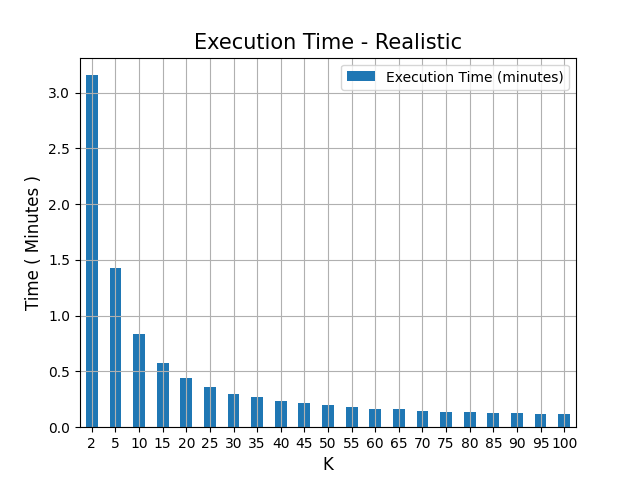 Execution Time - Realistic
Execution Time (minutes)
Time ( Minutes )
3.0
2.5
2.0
1.5
1.0
0.5
0.0
2 5 10 15 20 25 30 35 40 45 50 55 60 65 70 75 80 85 90 95 100
K